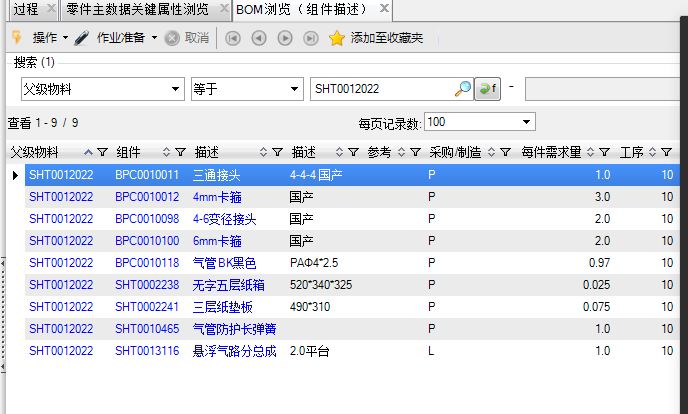 过程 零件主数据关键属性浏览 BOM浏览（组件描述）
操作 作业准备 取消 添加至收藏夹
搜索 (1)
父级物料 等于 SHT0012022 f -
查看 1 - 9 / 9 每页记录数: 100
父级物料 组件 描述 描述 参考 采购/制造 每件需求量 工序
SHT0012022 BPC0010011 三通接头 4-4-4 国产 P 1.0 10
SHT0012022 BPC0010012 4mm卡箍 国产 P 3.0 10
SHT0012022 BPC0010098 4-6变径接头 国产 P 2.0 10
SHT0012022 BPC0010100 6mm卡箍 国产 P 2.0 10
SHT0012022 BPC0010118 气管BK黑色 PAΦ4*2.5 P 0.97 10
SHT0012022 SHT0002238 无字五层纸箱 520*340*325 P 0.025 10
SHT0012022 SHT0002241 三层纸垫板 490*310 P 0.075 10
SHT0012022 SHT0010465 气管防护长弹簧 P 1.0 10
SHT0012022 SHT0013116 悬浮气路分总成 2.0平台 L 1.0 10